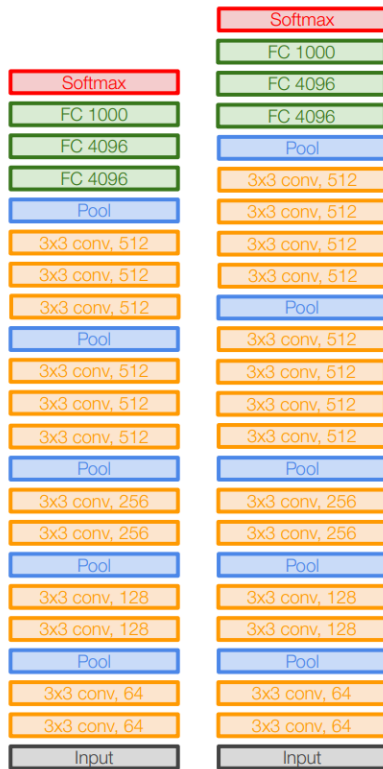 Softmax
FC 1000
FC 4096
FC 4096
Pool
3x3 conv, 512
3x3 conv, 512
3x3 conv, 512
Pool
3x3 conv, 512
3x3 conv, 512
3x3 conv, 512
Pool
3x3 conv, 256
3x3 conv, 256
Pool
3x3 conv, 128
3x3 conv, 128
Pool
3x3 conv, 64
3x3 conv, 64
Input
Softmax
FC 1000
FC 4096
FC 4096
Pool
3x3 conv, 512
3x3 conv, 512
3x3 conv, 512
3x3 conv, 512
Pool
3x3 conv, 512
3x3 conv, 512
3x3 conv, 512
3x3 conv, 512
Pool
3x3 conv, 256
3x3 conv, 256
Pool
3x3 conv, 128
3x3 conv, 128
Pool
3x3 conv, 64
3x3 conv, 64
Input